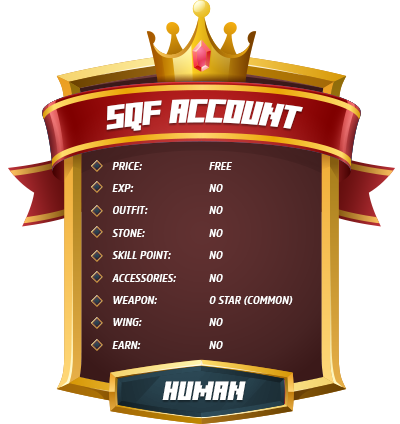 SQF ACCOUNT
PRICE: FREE
EXP: NO
OUTFIT: NO
STONE: NO
SKILL POINT: NO
ACCESSORIES: NO
WEAPON: 0 STAR (COMMON)
WING: NO
EARN: NO
HUMAN